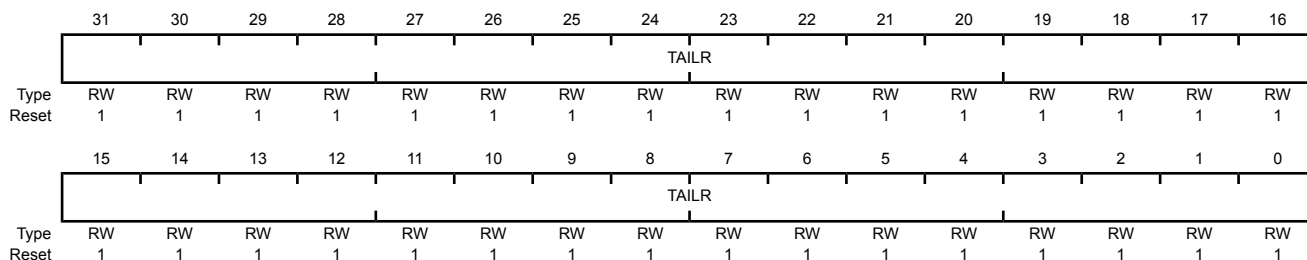 31 30 29 28 27 26 25 24 23 22 21 20 19 18 17 16
TAILR
Type RW RW RW RW RW RW RW RW RW RW RW RW RW RW RW RW
Reset 1 1 1 1 1 1 1 1 1 1 1 1 1 1 1 1
15 14 13 12 11 10 9 8 7 6 5 4 3 2 1 0
TAILR
Type RW RW RW RW RW RW RW RW RW RW RW RW RW RW RW RW
Reset 1 1 1 1 1 1 1 1 1 1 1 1 1 1 1 1